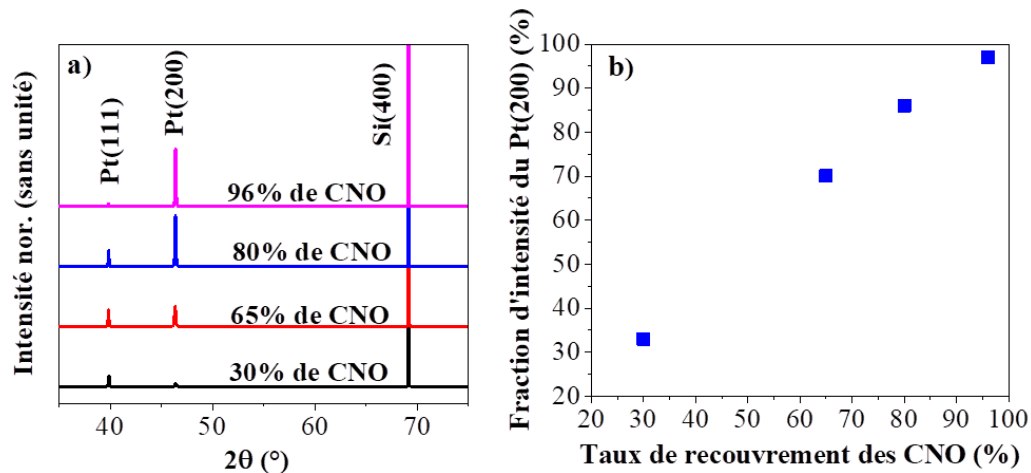 a)
Pt(111)
Pt(200)
Si(400)
96% de CNO
80% de CNO
65% de CNO
30% de CNO
Intensité nor. (sans unité)
40 50 60 70
2θ (°)
b)
Fraction d'intensité du Pt(200) (%)
100
90
80
70
60
50
40
30
20
20 30 40 50 60 70 80 90 100
Taux de recouvrement des CNO (%)